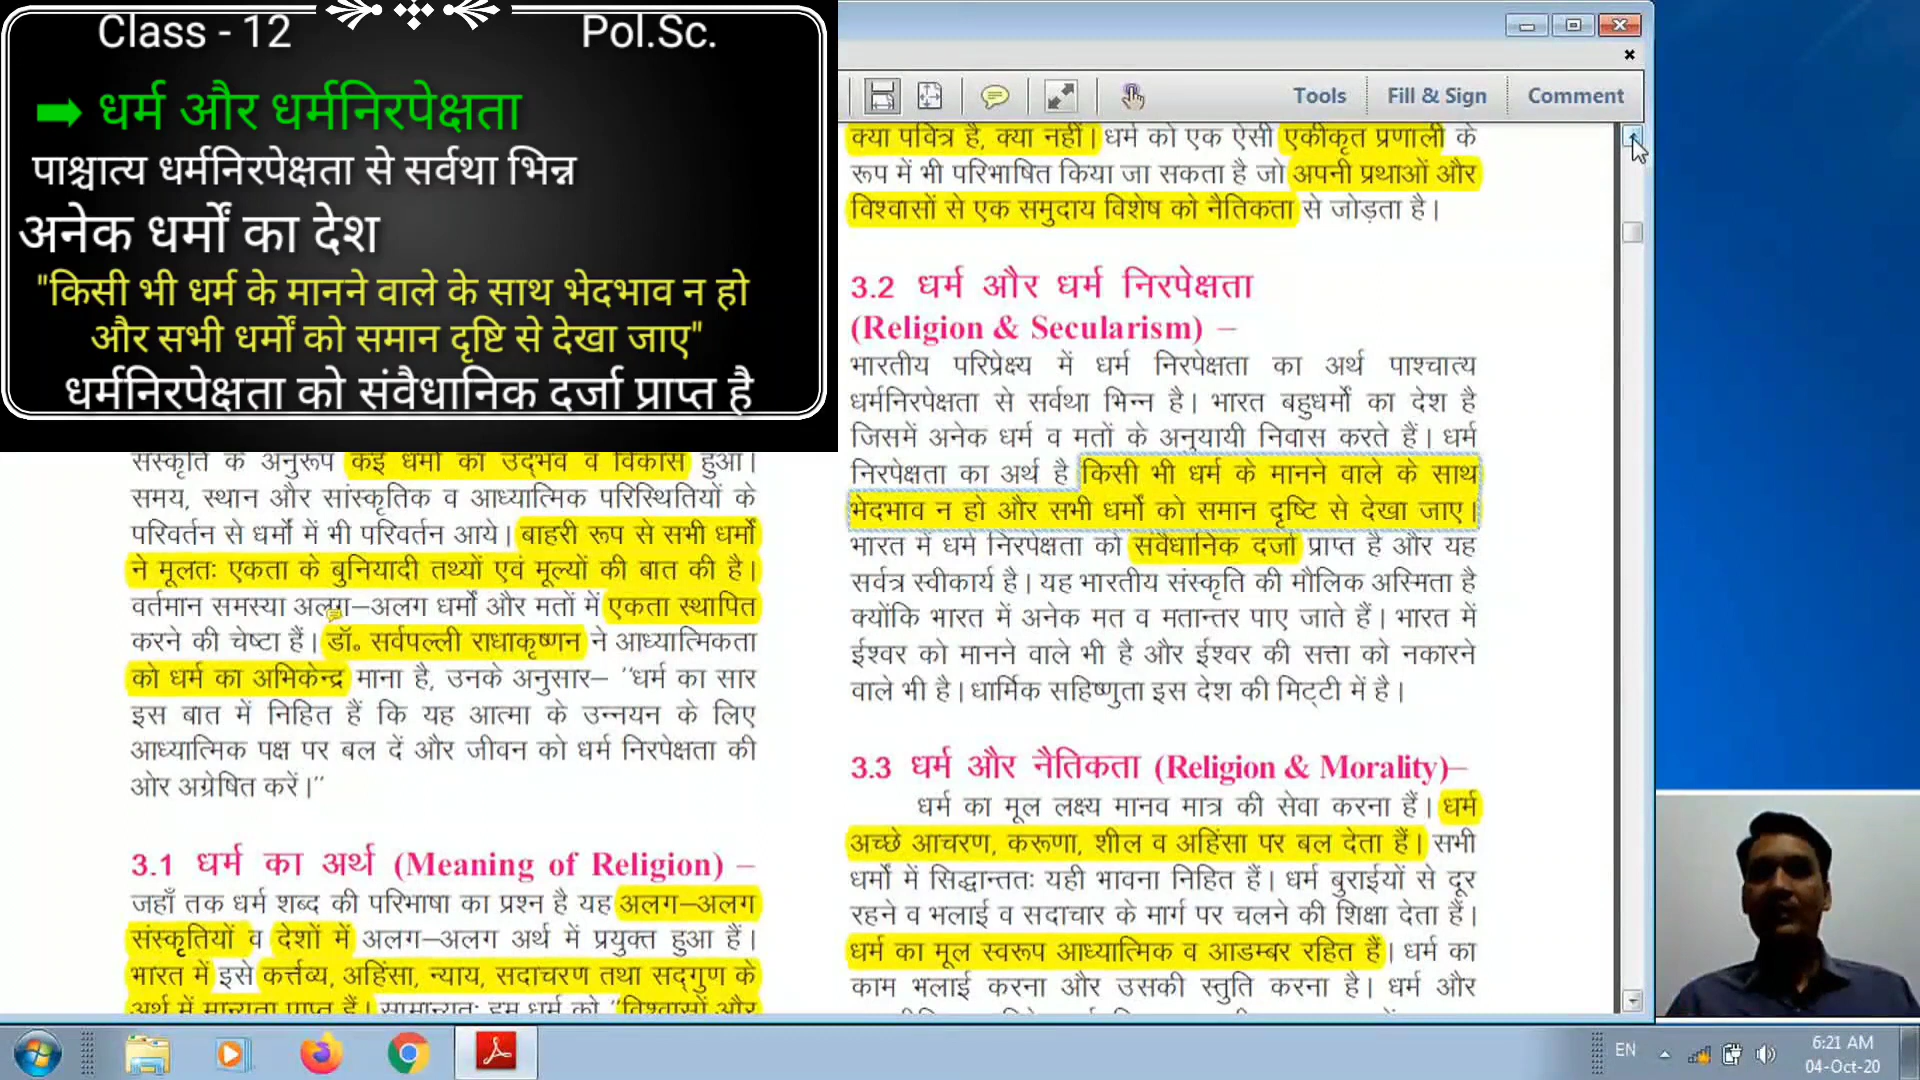 Class - 12
Pol.Sc.
➡ धर्म और धर्मनिरपेक्षता
पाश्चात्य धर्मनिरपेक्षता से सर्वथा भिन्न
अनेक धर्मों का देश
"किसी भी धर्म के मानने वाले के साथ भेदभाव न हो
और सभी धर्मों को समान दृष्टि से देखा जाए"
धर्मनिरपेक्षता को संवैधानिक दर्जा प्राप्त है
Tools
Fill & Sign
Comment
संस्कृति के अनुरूप कई धर्मों का उद्भव व विकास हुआ।
समय, स्थान और सांस्कृतिक व आध्यात्मिक परिस्थितियों के
परिवर्तन से धर्मों में भी परिवर्तन आये। बाहरी रूप से सभी धर्मों
ने मूलतः एकता के बुनियादी तथ्यों एवं मूल्यों की बात की है।
वर्तमान समस्या अलग–अलग धर्मों और मतों में एकता स्थापित
करने की चेष्टा हैं। डॉ॰ सर्वपल्ली राधाकृष्णन ने आध्यात्मिकता
को धर्म का अभिकेन्द्र माना है, उनके अनुसार– "धर्म का सार
इस बात में निहित हैं कि यह आत्मा के उन्नयन के लिए
आध्यात्मिक पक्ष पर बल दें और जीवन को धर्म निरपेक्षता की
ओर अग्रेषित करें।"
3.1 धर्म का अर्थ (Meaning of Religion) –
जहाँ तक धर्म शब्द की परिभाषा का प्रश्न है यह अलग–अलग
संस्कृतियों व देशों में अलग–अलग अर्थ में प्रयुक्त हुआ हैं।
भारत में इसे कर्त्तव्य, अहिंसा, न्याय, सदाचरण तथा सद्गुण के
अर्थ में मान्यता प्राप्त हैं। सामान्यतः हम धर्म को "विश्वासों और
क्या पवित्र है, क्या नहीं। धर्म को एक ऐसी एकीकृत प्रणाली के
रूप में भी परिभाषित किया जा सकता है जो अपनी प्रथाओं और
विश्वासों से एक समुदाय विशेष को नैतिकता से जोड़ता है।
3.2 धर्म और धर्म निरपेक्षता
(Religion & Secularism) –
भारतीय परिप्रेक्ष्य में धर्म निरपेक्षता का अर्थ पाश्चात्य
धर्मनिरपेक्षता से सर्वथा भिन्न है। भारत बहुधर्मों का देश है
जिसमें अनेक धर्म व मतों के अनुयायी निवास करते हैं। धर्म
निरपेक्षता का अर्थ है किसी भी धर्म के मानने वाले के साथ
भेदभाव न हो और सभी धर्मों को समान दृष्टि से देखा जाए।
भारत में धर्म निरपेक्षता को संवैधानिक दर्जा प्राप्त है और यह
सर्वत्र स्वीकार्य है। यह भारतीय संस्कृति की मौलिक अस्मिता है
क्योंकि भारत में अनेक मत व मतान्तर पाए जाते हैं। भारत में
ईश्वर को मानने वाले भी है और ईश्वर की सत्ता को नकारने
वाले भी है। धार्मिक सहिष्णुता इस देश की मिट्टी में है।
3.3 धर्म और नैतिकता (Religion & Morality)–
धर्म का मूल लक्ष्य मानव मात्र की सेवा करना हैं। धर्म
अच्छे आचरण, करूणा, शील व अहिंसा पर बल देता हैं। सभी
धर्मों में सिद्धान्ततः यही भावना निहित हैं। धर्म बुराईयों से दूर
रहने व भलाई व सदाचार के मार्ग पर चलने की शिक्षा देता हैं।
धर्म का मूल स्वरूप आध्यात्मिक व आडम्बर रहित हैं। धर्म का
काम भलाई करना और उसकी स्तुति करना है। धर्म और
EN
6:21 AM
04-Oct-20